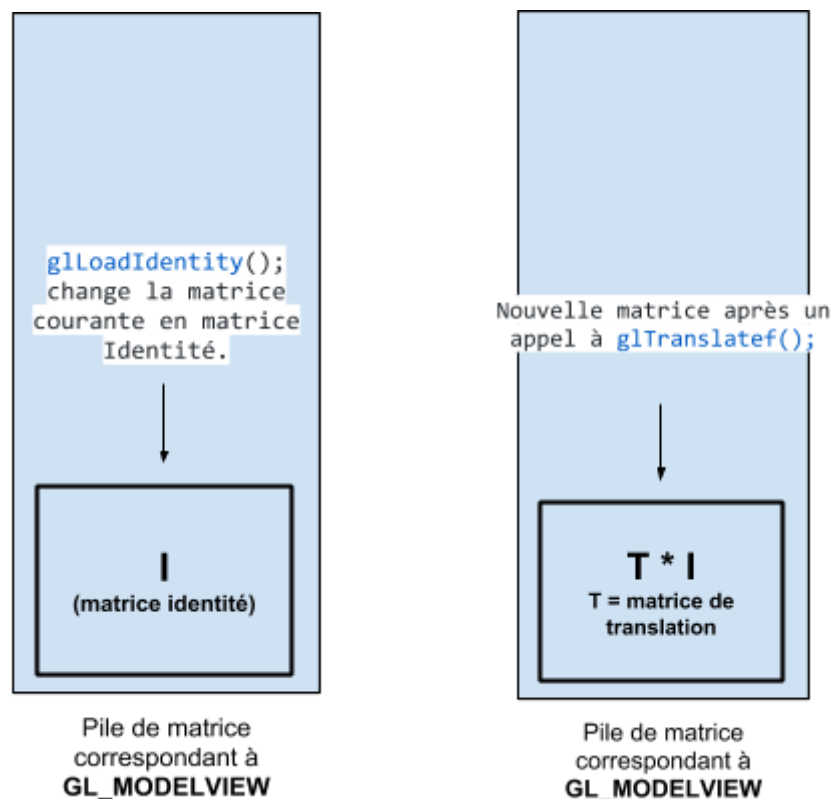 glLoadIdentity();
change la matrice
courante en matrice
Identité.
I
(matrice identité)
Pile de matrice
correspondant à
GL_MODELVIEW
Nouvelle matrice après un
appel à glTranslatef();
T * I
T = matrice de
translation
Pile de matrice
correspondant à
GL_MODELVIEW